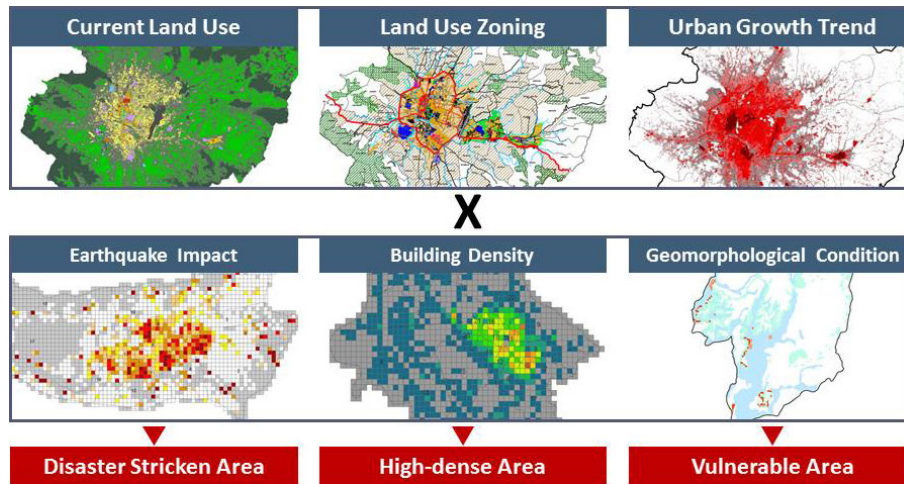 Current Land Use
Land Use Zoning
Urban Growth Trend
X
Earthquake Impact
Building Density
Geomorphological Condition
Disaster Stricken Area
High-dense Area
Vulnerable Area